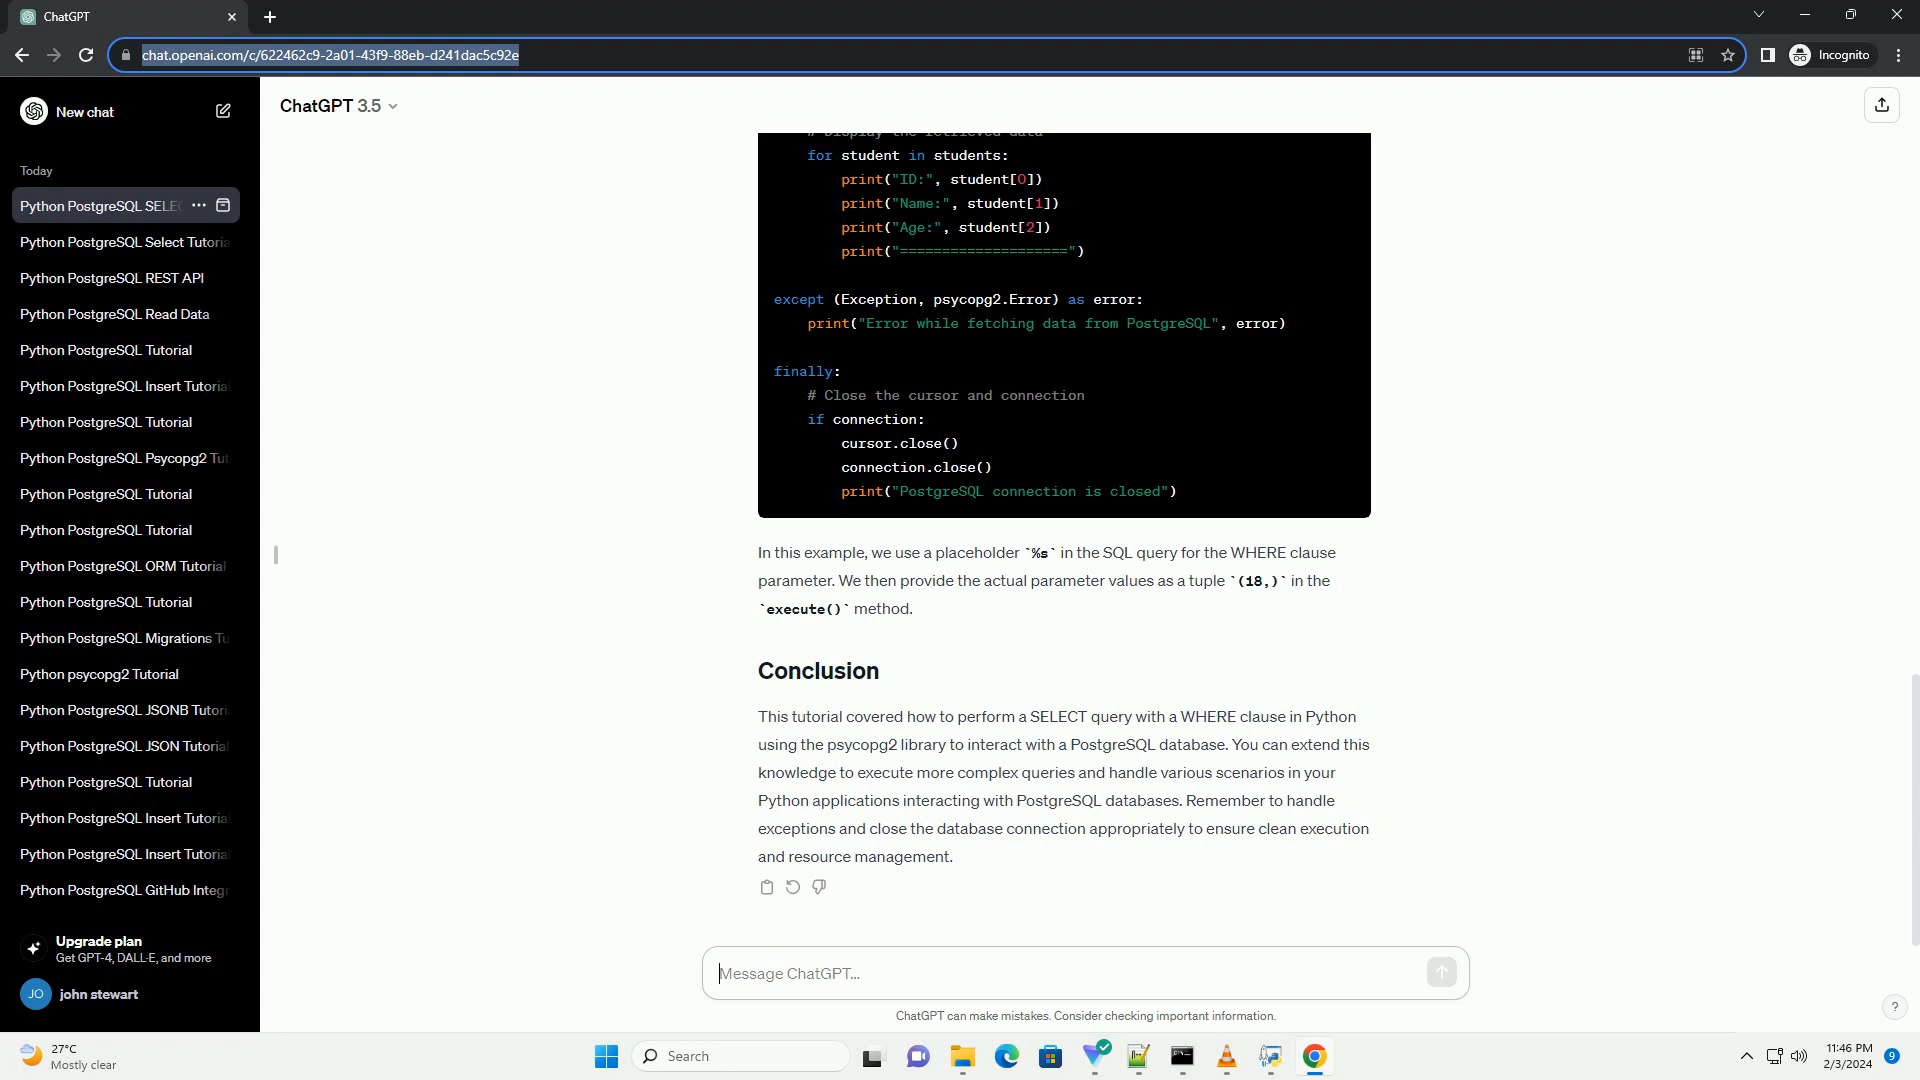 ChatGPT
chat.openai.com/c/622462c9-2a01-43f9-88eb-d241dac5c92e
Incognito
New chat
Today
Python PostgreSQL SELEC
Python PostgreSQL Select Tutoria
Python PostgreSQL REST API
Python PostgreSQL Read Data
Python PostgreSQL Tutorial
Python PostgreSQL Insert Tutorial
Python PostgreSQL Tutorial
Python PostgreSQL Psycopg2 Tut
Python PostgreSQL Tutorial
Python PostgreSQL Tutorial
Python PostgreSQL ORM Tutorial
Python PostgreSQL Tutorial
Python PostgreSQL Migrations Tu
Python psycopg2 Tutorial
Python PostgreSQL JSONB Tutori
Python PostgreSQL JSON Tutorial
Python PostgreSQL Tutorial
Python PostgreSQL Insert Tutorial
Python PostgreSQL Insert Tutorial
Python PostgreSQL GitHub Integr
Upgrade plan
Get GPT-4, DALL·E, and more
JO john stewart
ChatGPT 3.5
# Display the retrieved data
for student in students:
print("ID:", student[0])
print("Name:", student[1])
print("Age:", student[2])
print("====================")
except (Exception, psycopg2.Error) as error:
print("Error while fetching data from PostgreSQL", error)
finally:
# Close the cursor and connection
if connection:
cursor.close()
connection.close()
print("PostgreSQL connection is closed")
In this example, we use a placeholder `%s` in the SQL query for the WHERE clause
parameter. We then provide the actual parameter values as a tuple `(18,)` in the
`execute()` method.
Conclusion
This tutorial covered how to perform a SELECT query with a WHERE clause in Python
using the psycopg2 library to interact with a PostgreSQL database. You can extend this
knowledge to execute more complex queries and handle various scenarios in your
Python applications interacting with PostgreSQL databases. Remember to handle
exceptions and close the database connection appropriately to ensure clean execution
and resource management.
Message ChatGPT...
ChatGPT can make mistakes. Consider checking important information.
?
27°C
Mostly clear
Search
11:46 PM
2/3/2024
9